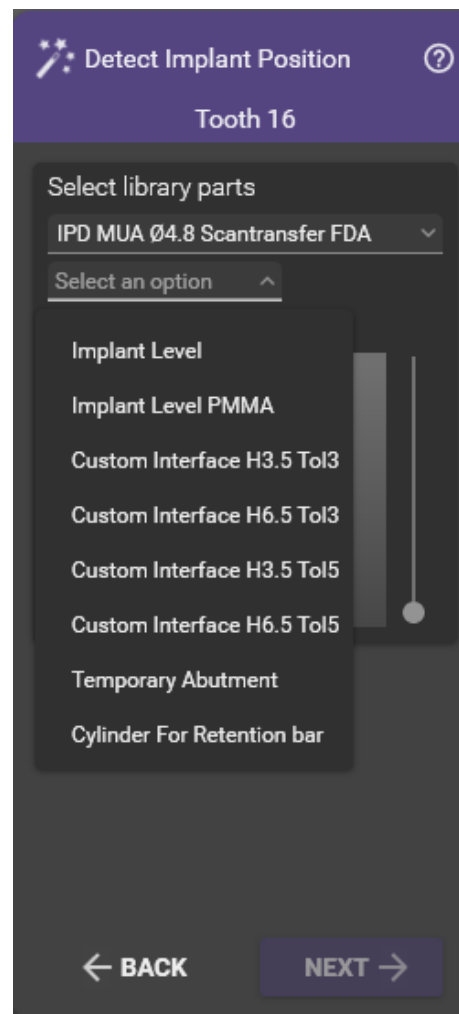 Detect Implant Position
Tooth 16
Select library parts
IPD MUA Ø4.8 Scantransfer FDA
Select an option
Implant Level
Implant Level PMMA
Custom Interface H3.5 Tol3
Custom Interface H6.5 Tol3
Custom Interface H3.5 Tol5
Custom Interface H6.5 Tol5
Temporary Abutment
Cylinder For Retention bar
BACK
NEXT